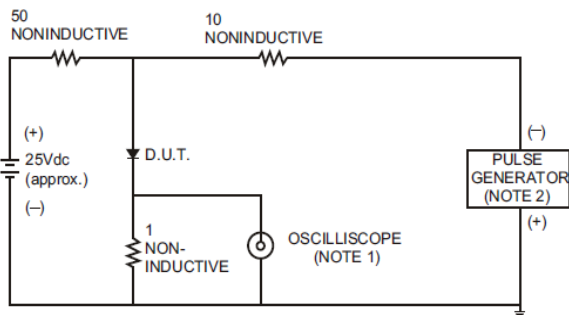 50
NONINDUCTIVE
10
NONINDUCTIVE
(+)
25Vdc
(approx.)
(–)
D.U.T.
1
NON-
INDUCTIVE
OSCILLISCOPE
(NOTE 1)
(–)
PULSE
GENERATOR
(NOTE 2)
(+)